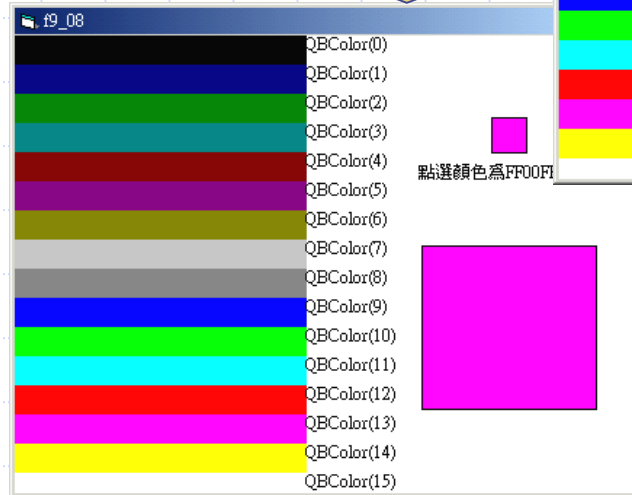 f9_08
QBColor(0)
QBColor(1)
QBColor(2)
QBColor(3)
QBColor(4)
QBColor(5)
QBColor(6)
QBColor(7)
QBColor(8)
QBColor(9)
QBColor(10)
QBColor(11)
QBColor(12)
QBColor(13)
QBColor(14)
QBColor(15)
點選顏色爲FF00F